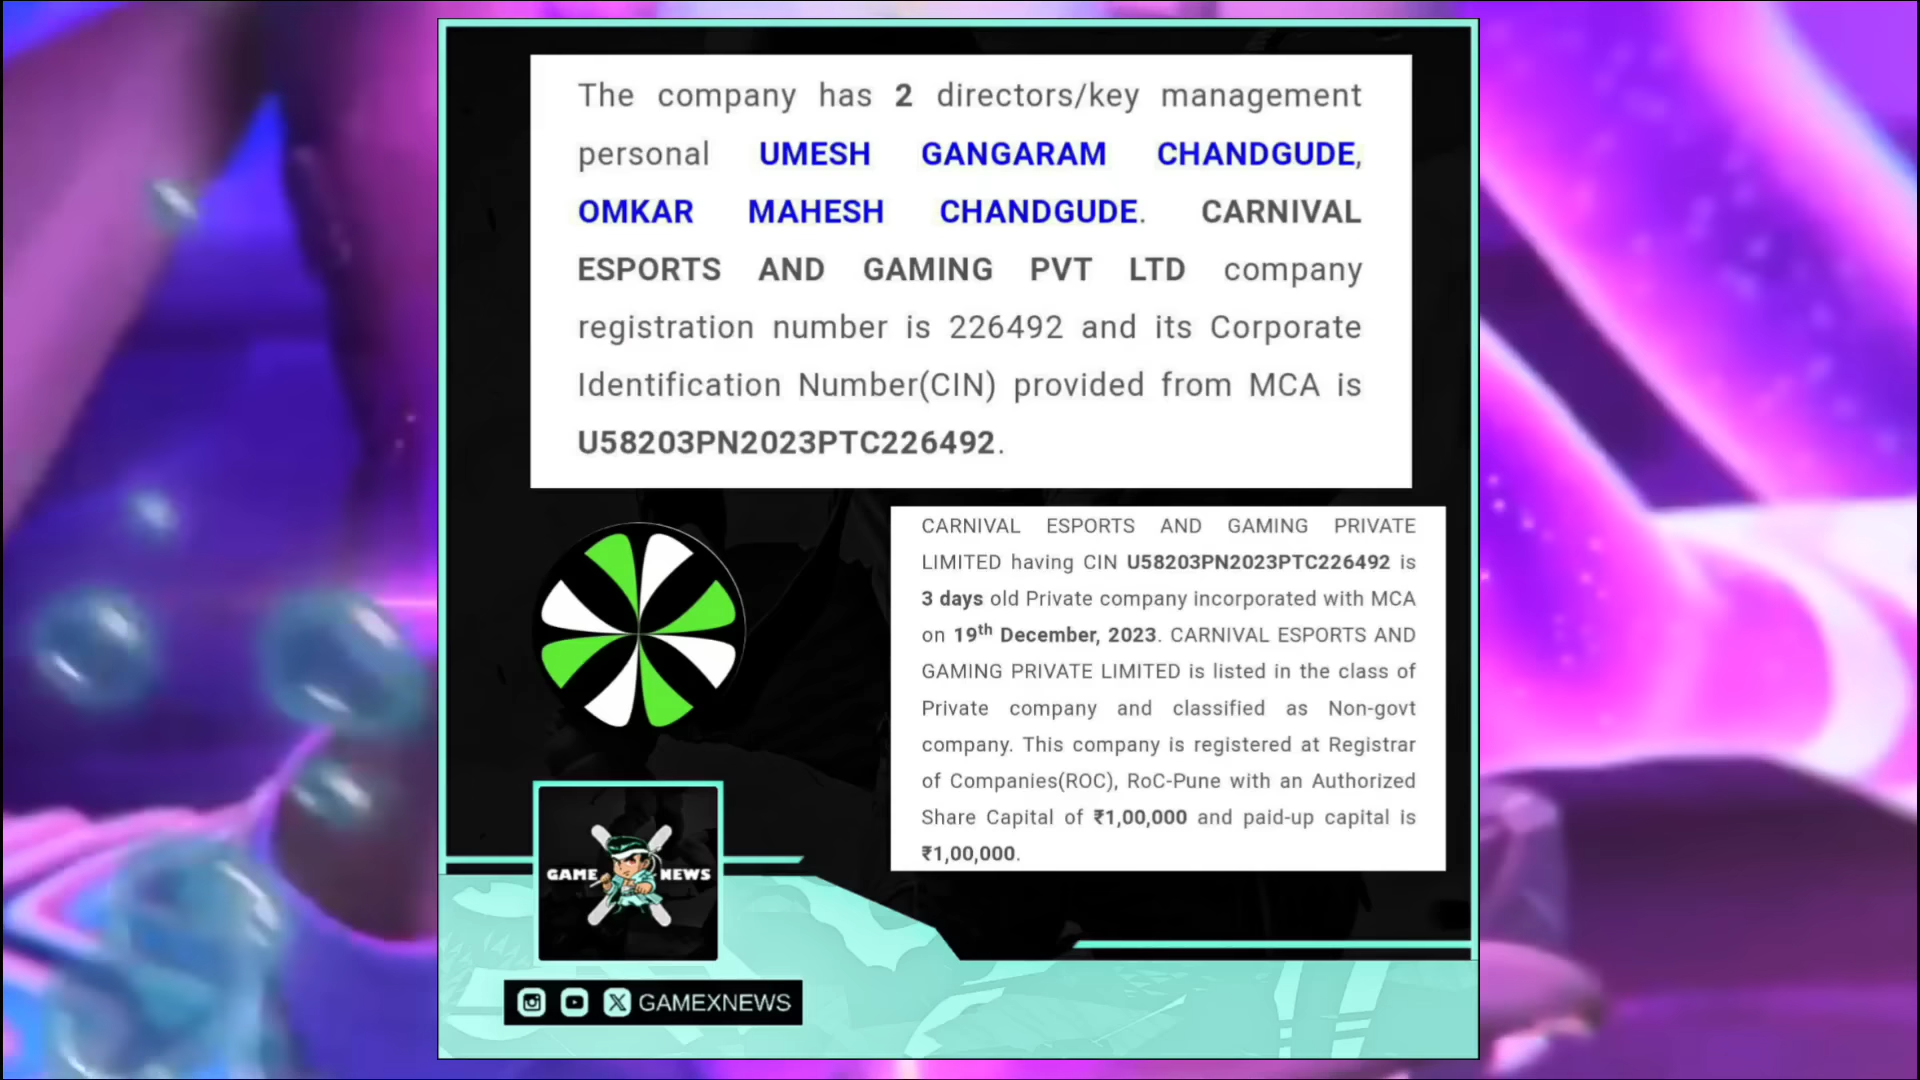 The company has 2 directors/key management
personal UMESH GANGARAM CHANDGUDE,
OMKAR MAHESH CHANDGUDE. CARNIVAL
ESPORTS AND GAMING PVT LTD company
registration number is 226492 and its Corporate
Identification Number(CIN) provided from MCA is
U58203PN2023PTC226492.
CARNIVAL ESPORTS AND GAMING PRIVATE
LIMITED having CIN U58203PN2023PTC226492 is
3 days old Private company incorporated with MCA
on 19th December, 2023. CARNIVAL ESPORTS AND
GAMING PRIVATE LIMITED is listed in the class of
Private company and classified as Non-govt
company. This company is registered at Registrar
of Companies(ROC), RoC-Pune with an Authorized
Share Capital of ₹1,00,000 and paid-up capital is
₹1,00,000.
GAME NEWS
GAMEXNEWS